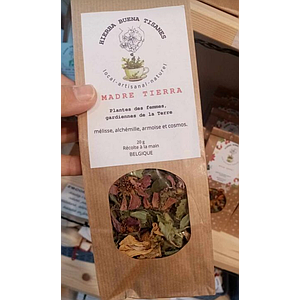 HIERBA BUENA TISANES
local-artisanal-naturel
MADRE TIERRA
Plantes des femmes,
gardiennes de la Terre
mélisse, alchémille, armoise et cosmos.
20 g
Récolte à la main
BELGIQUE